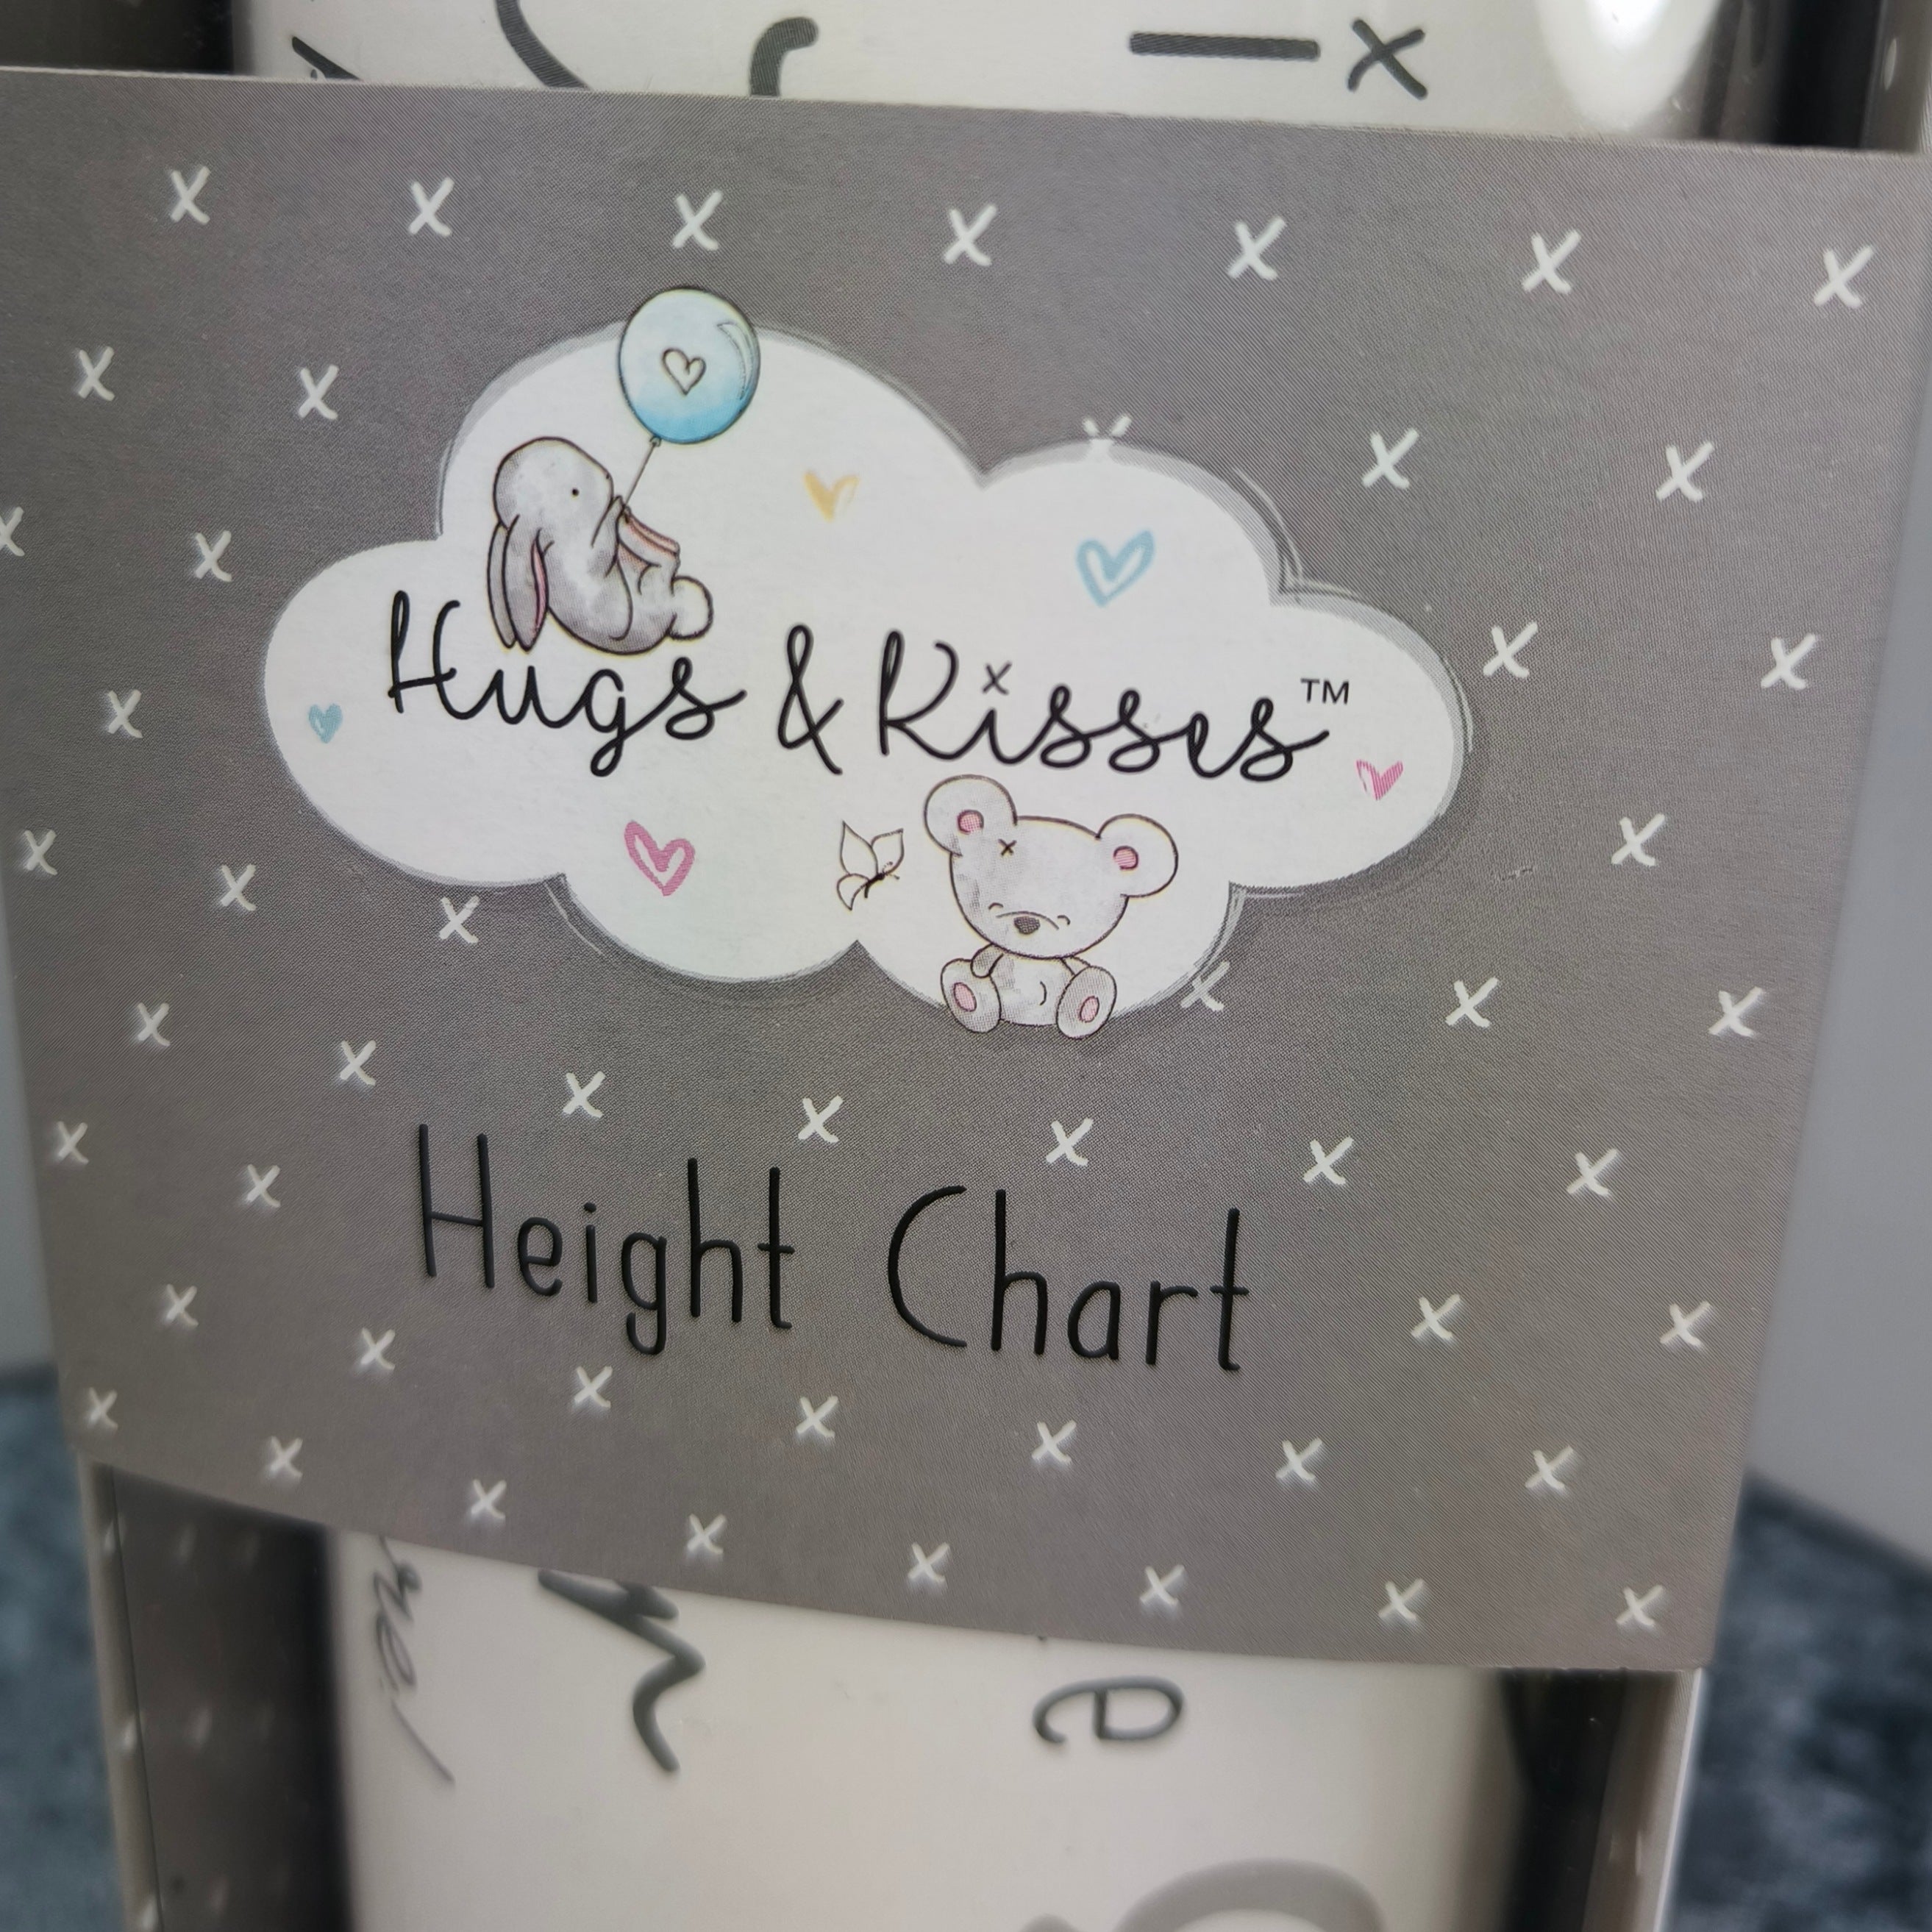 Hugs & Kisses™
Height Chart